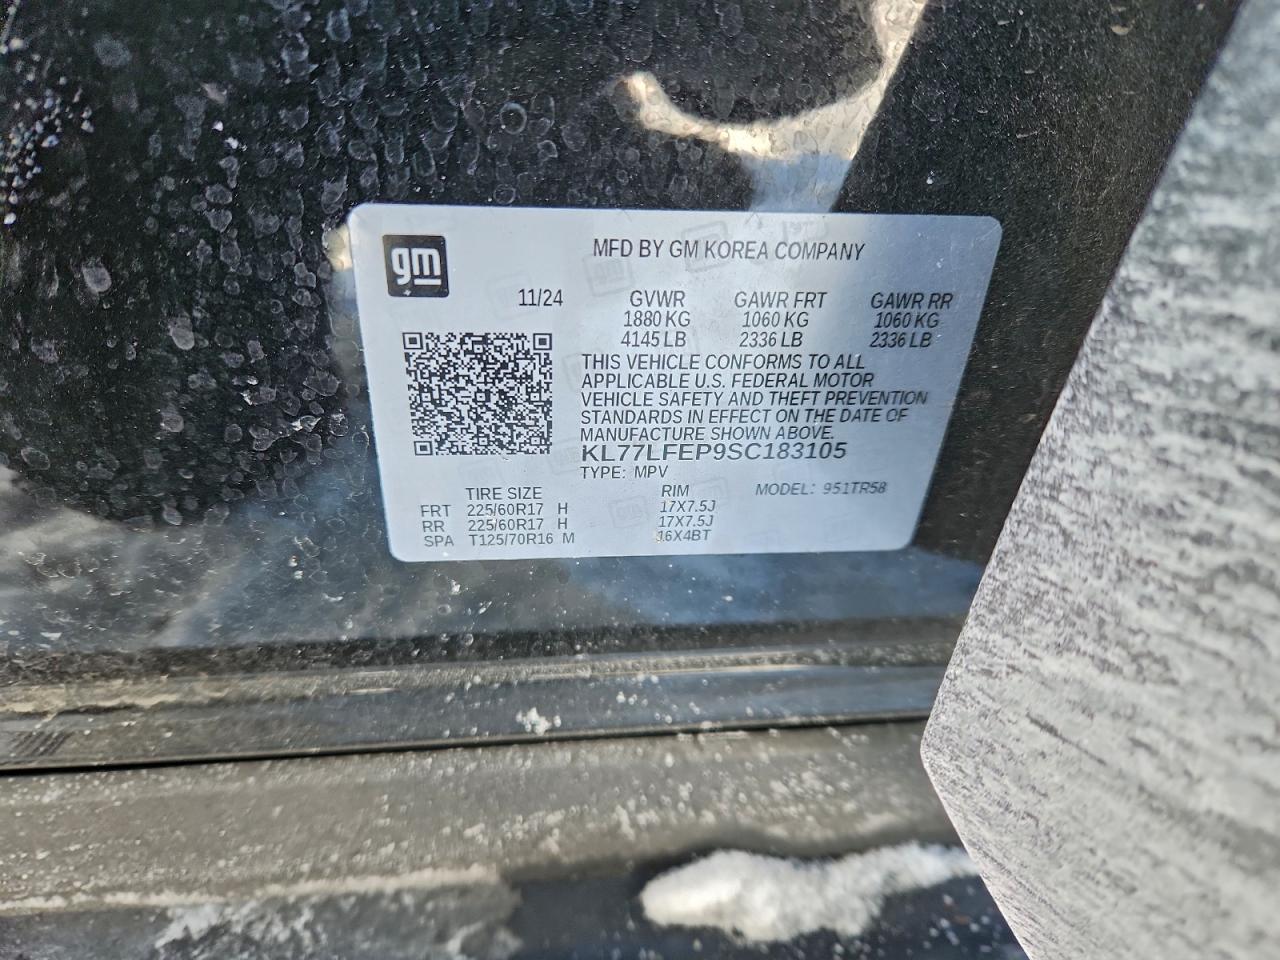 gm
MFD BY GM KOREA COMPANY
11/24 GVWR GAWR FRT GAWR RR
1880 KG 1060 KG 1060 KG
4145 LB 2336 LB 2336 LB
THIS VEHICLE CONFORMS TO ALL
APPLICABLE U.S. FEDERAL MOTOR
VEHICLE SAFETY AND THEFT PREVENTION
STANDARDS IN EFFECT ON THE DATE OF
MANUFACTURE SHOWN ABOVE.
KL77LFEP9SC183105
TYPE: MPV
TIRE SIZE RIM MODEL: 951TR58
FRT 225/60R17 H 17X7.5J
RR 225/60R17 H 17X7.5J
SPA T125/70R16 M 16X4BT